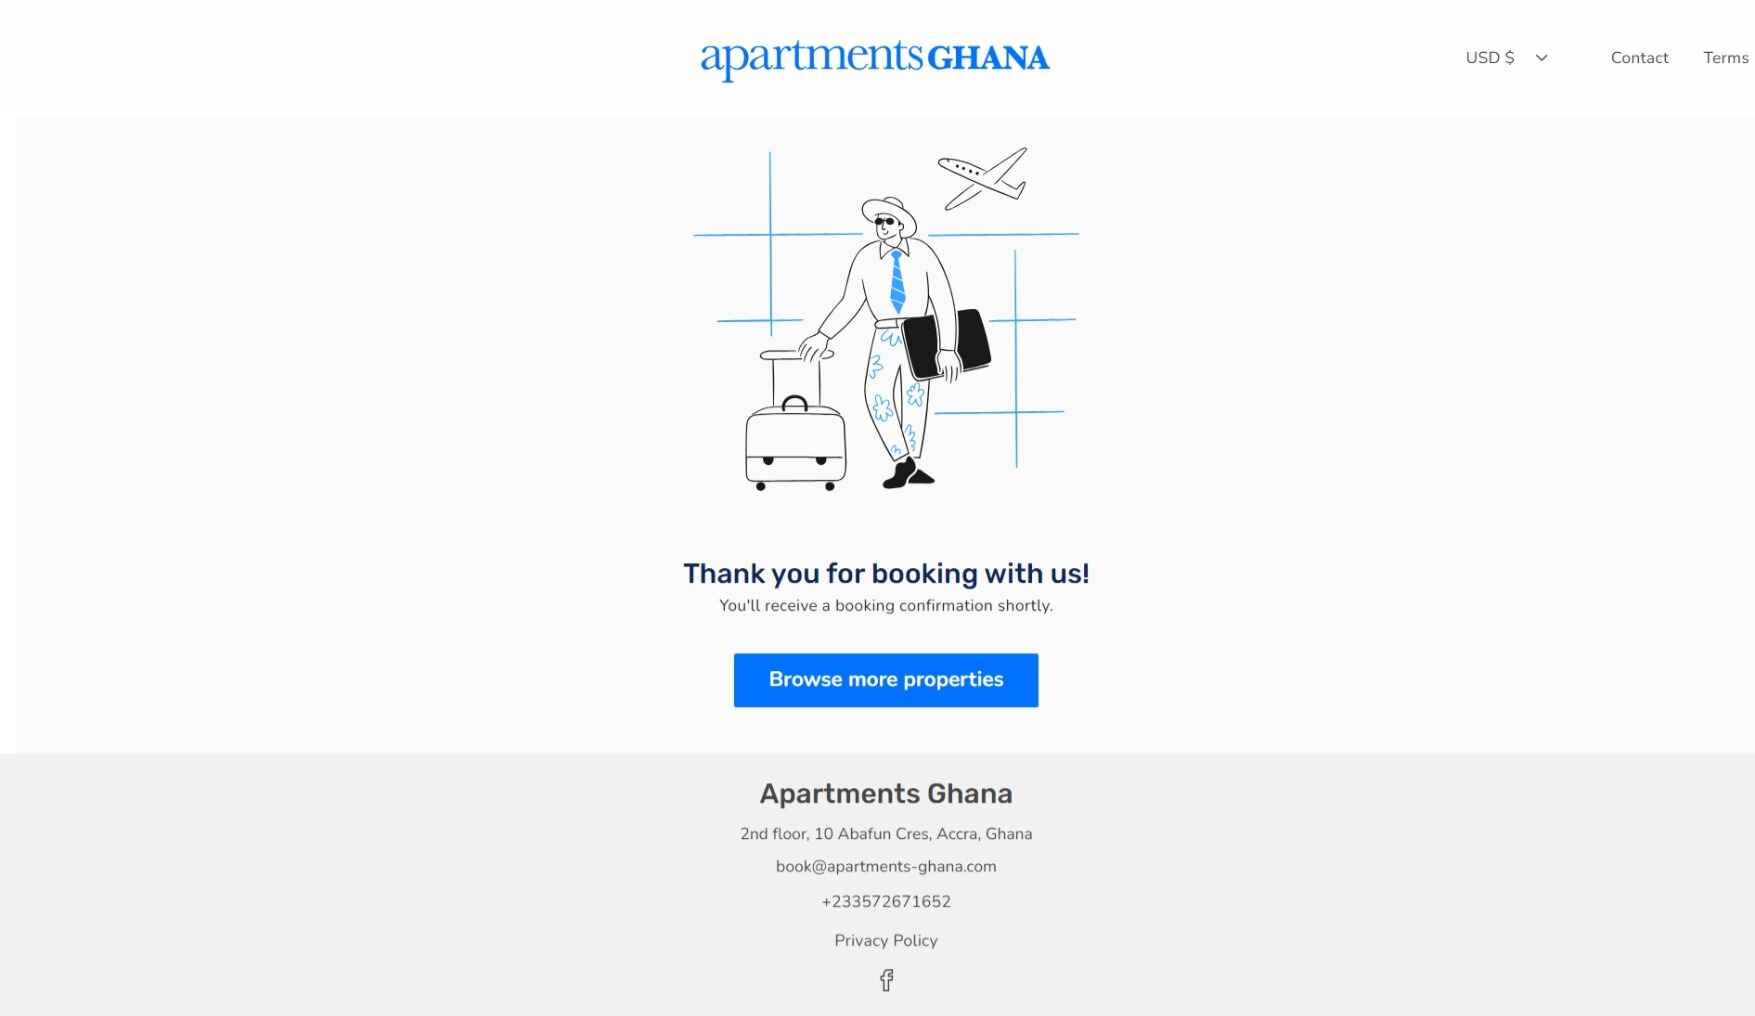 apartments GHANA
USD $
Contact
Terms
Thank you for booking with us!
You'll receive a booking confirmation shortly.
Browse more properties
Apartments Ghana
2nd floor, 10 Abafun Cres, Accra, Ghana
book@apartments-ghana.com
+233572671652
Privacy Policy